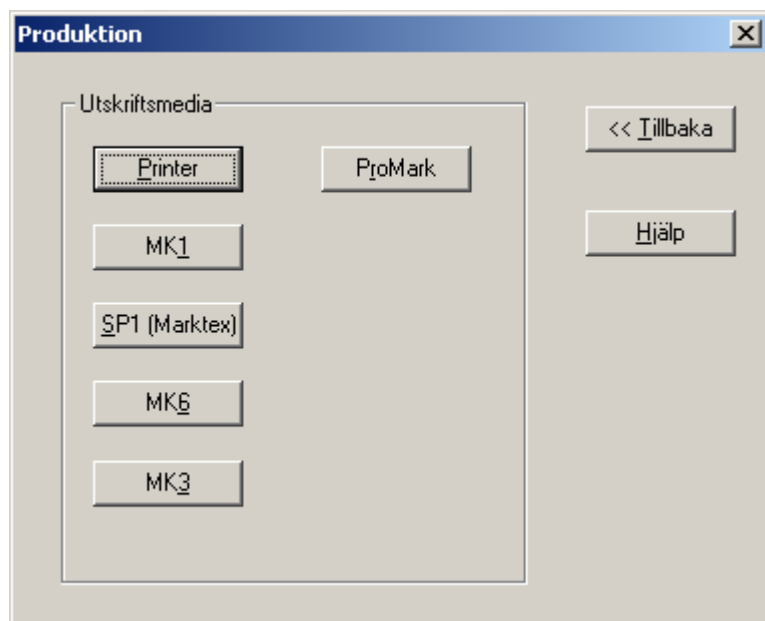 Produktion
Utskriftsmedia
Printer
ProMark
MK1
SP1 (Marktex)
MK6
MK3
<< Tillbaka
Hjälp